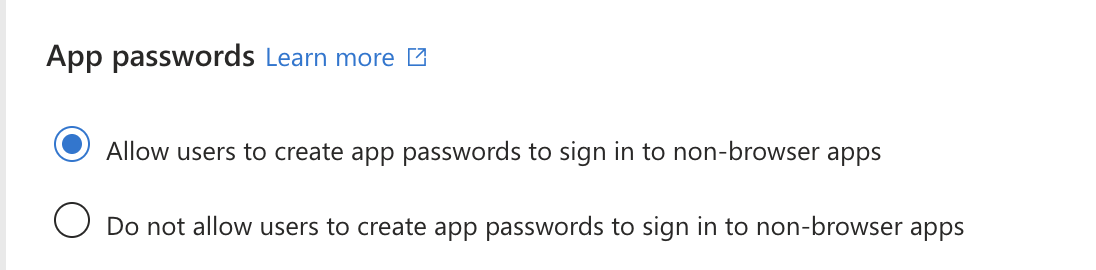 App passwords Learn more
Allow users to create app passwords to sign in to non-browser apps
Do not allow users to create app passwords to sign in to non-browser apps